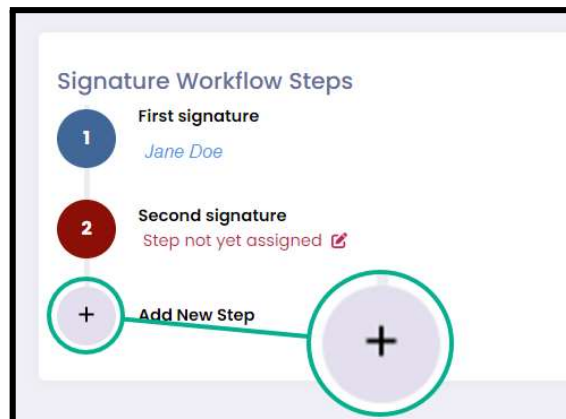 Signature Workflow Steps
1
First signature
Jane Doe
2
Second signature
Step not yet assigned
+
Add New Step
+